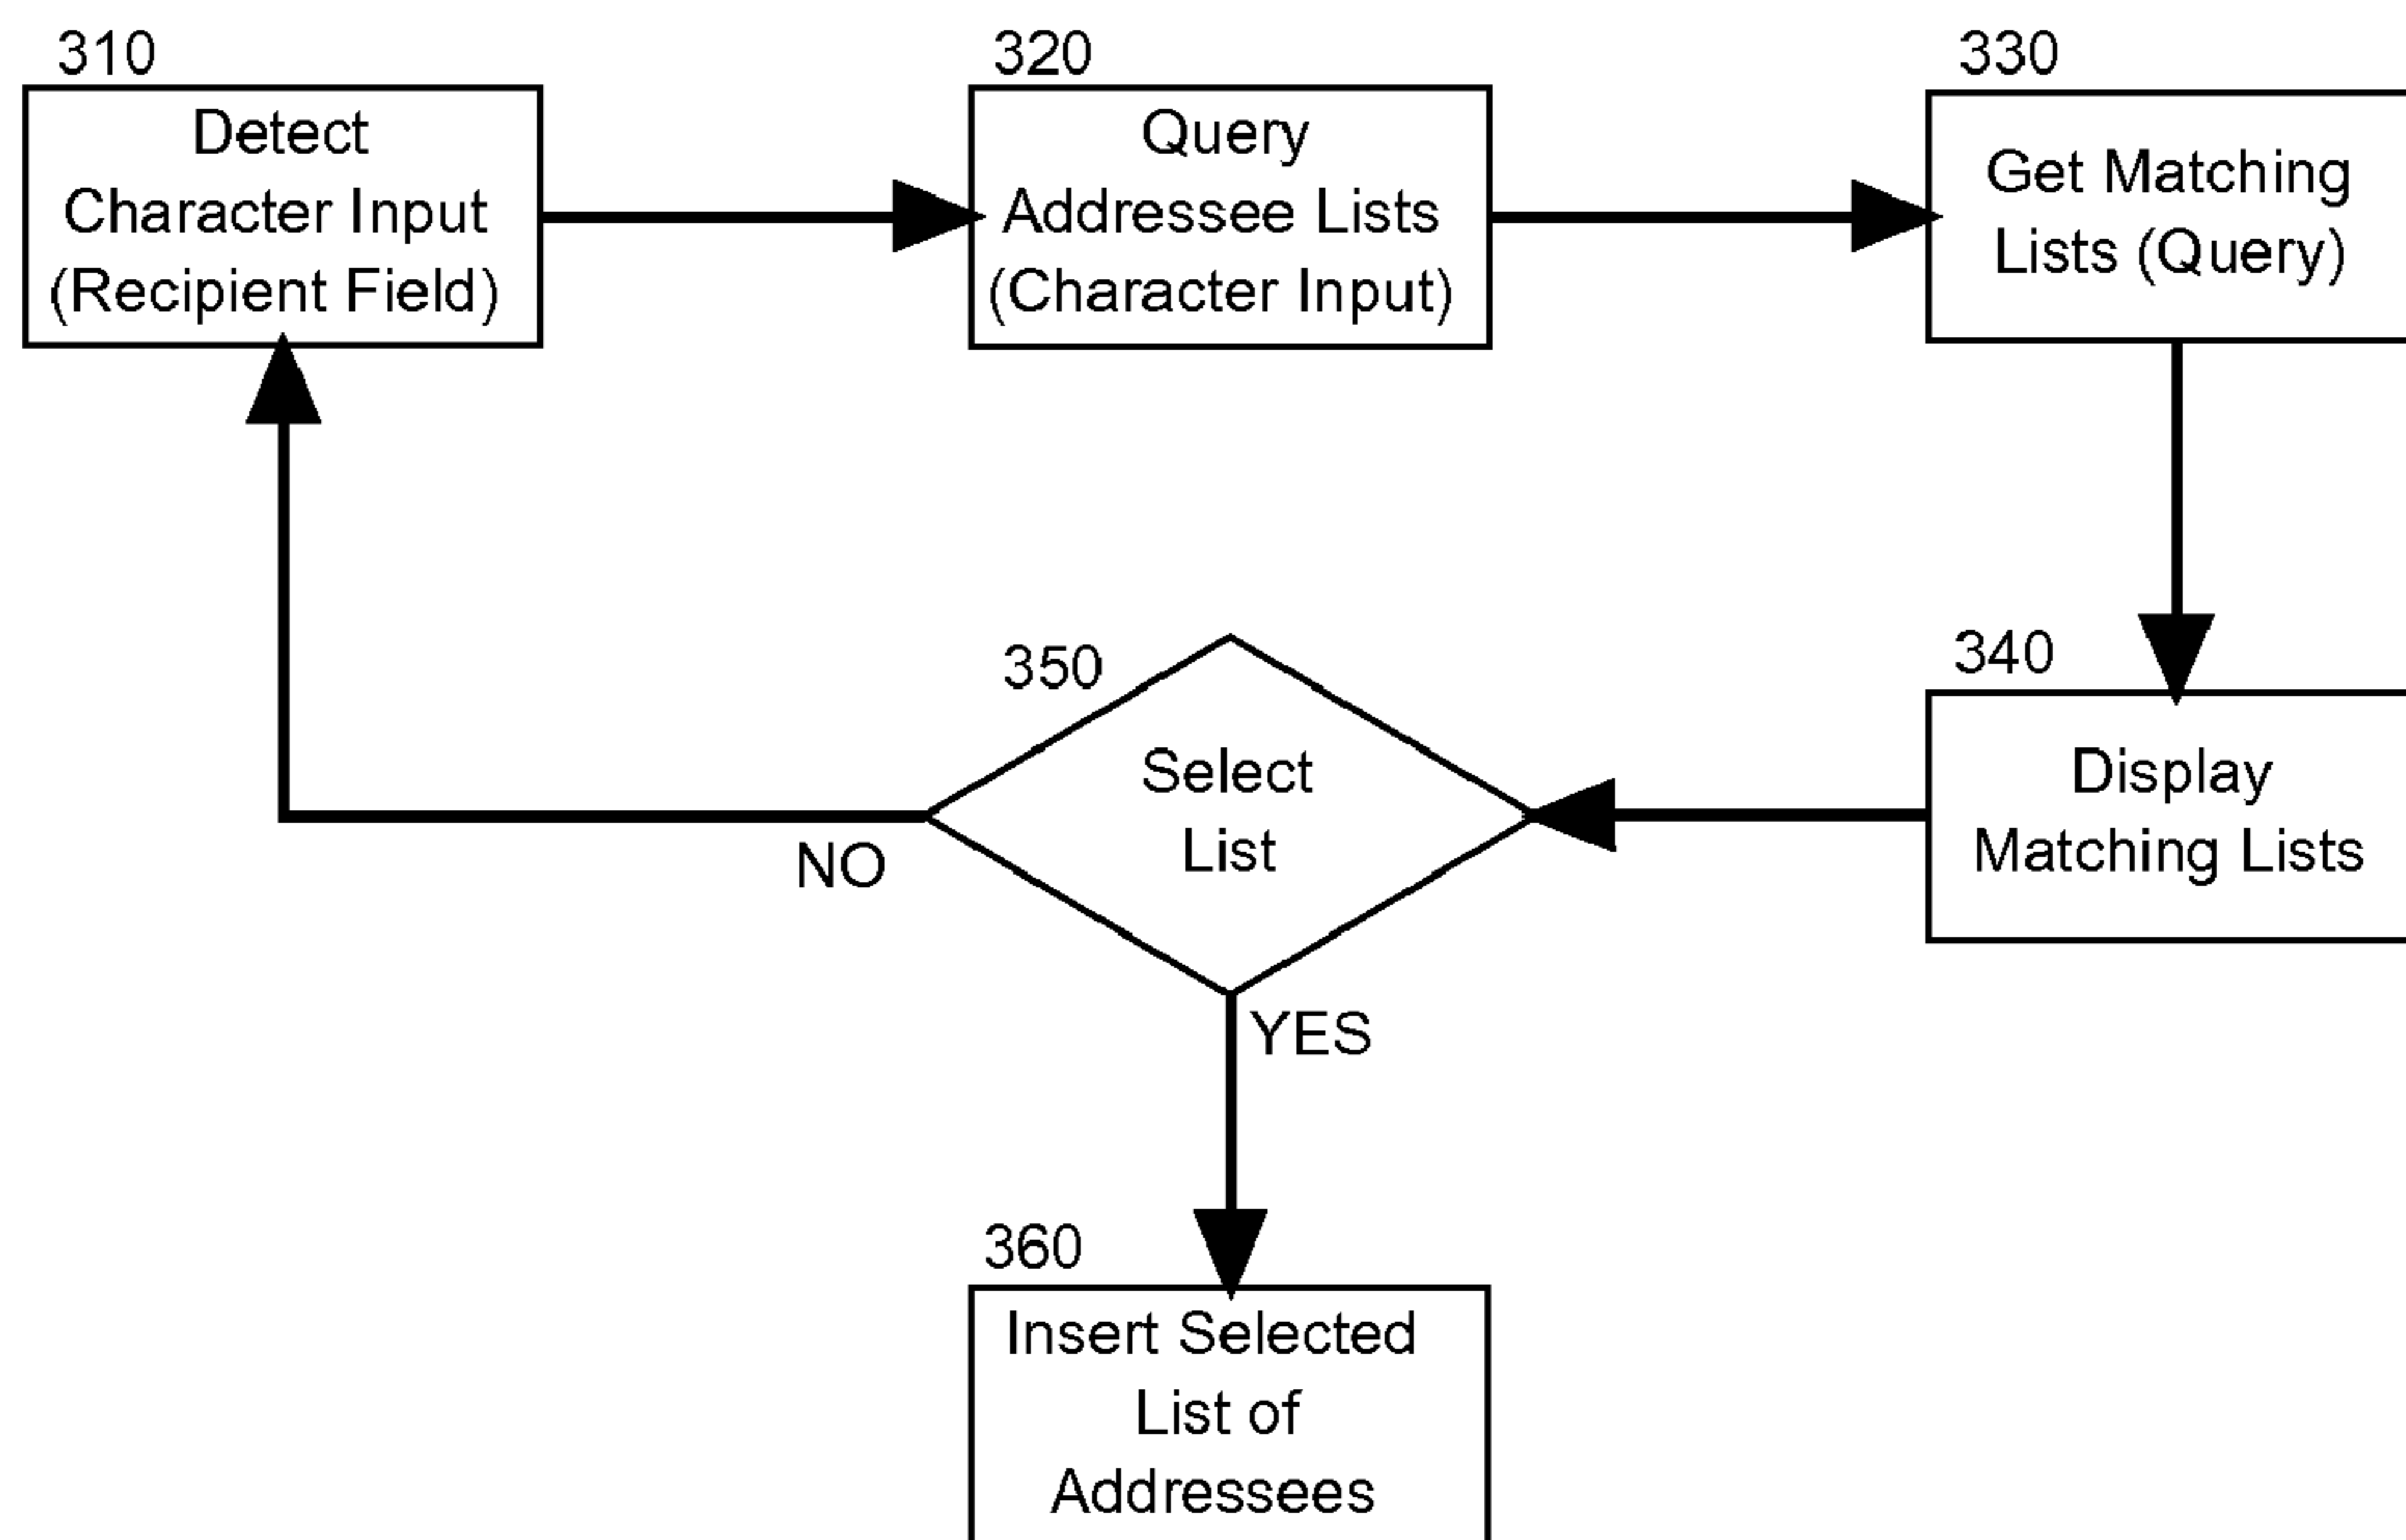 310
Detect
Character Input
(Recipient Field)
320
Query
Addressee Lists
(Character Input)
330
Get Matching
Lists (Query)
340
Display
Matching Lists
350
Select
List
NO
YES
360
Insert Selected
List of
Addressees